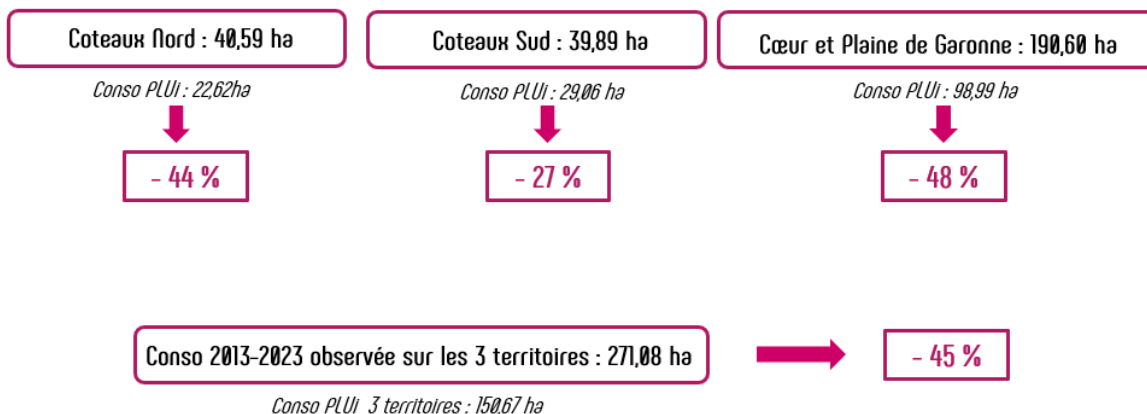 Coteaux Nord : 40,59 ha
Coteaux Sud : 39,89 ha
Cœur et Plaine de Garonne : 190,60 ha
Conso PLUi : 22,62ha
Conso PLUi : 29,06 ha
Conso PLUi : 98,99 ha
- 44 %
- 27 %
- 48 %
Conso 2013-2023 observée sur les 3 territoires : 271,08 ha
- 45 %
Conso PLUi 3 territoires : 150.67 ha